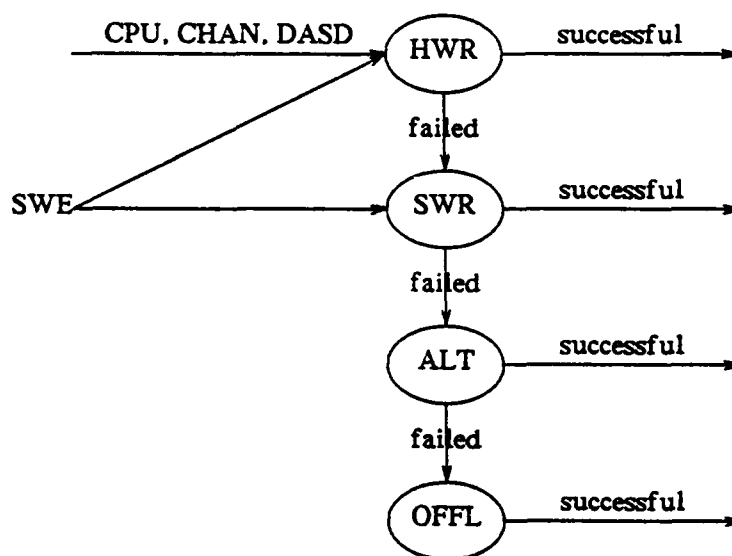 CPU, CHAN, DASD
HWR
successful
failed
SWE
SWR
successful
failed
ALT
successful
failed
OFFL
successful